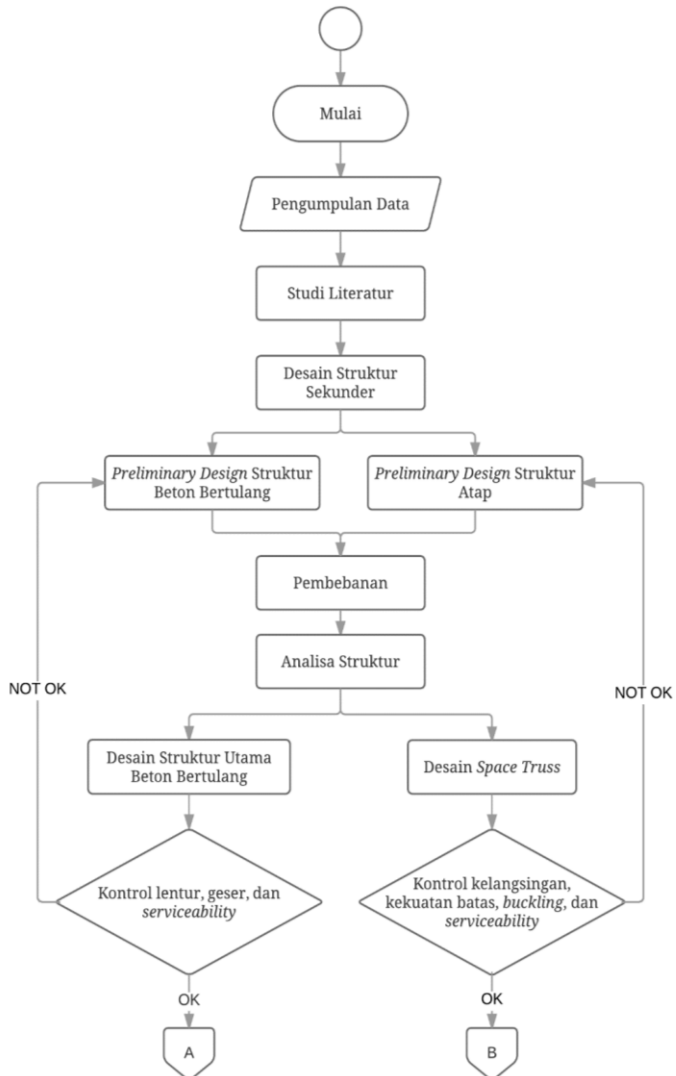 Mulai
Pengumpulan Data
Studi Literatur
Desain Struktur
Sekunder
Preliminary Design Struktur
Beton Bertulang
Preliminary Design Struktur
Atap
Pembebanan
Analisa Struktur
NOT OK
NOT OK
Desain Struktur Utama
Beton Bertulang
Desain Space Truss
Kontrol lentur, geser, dan
serviceability
Kontrol kelangsingan,
kekuatan batas, buckling, dan
serviceability
OK
OK
A
B